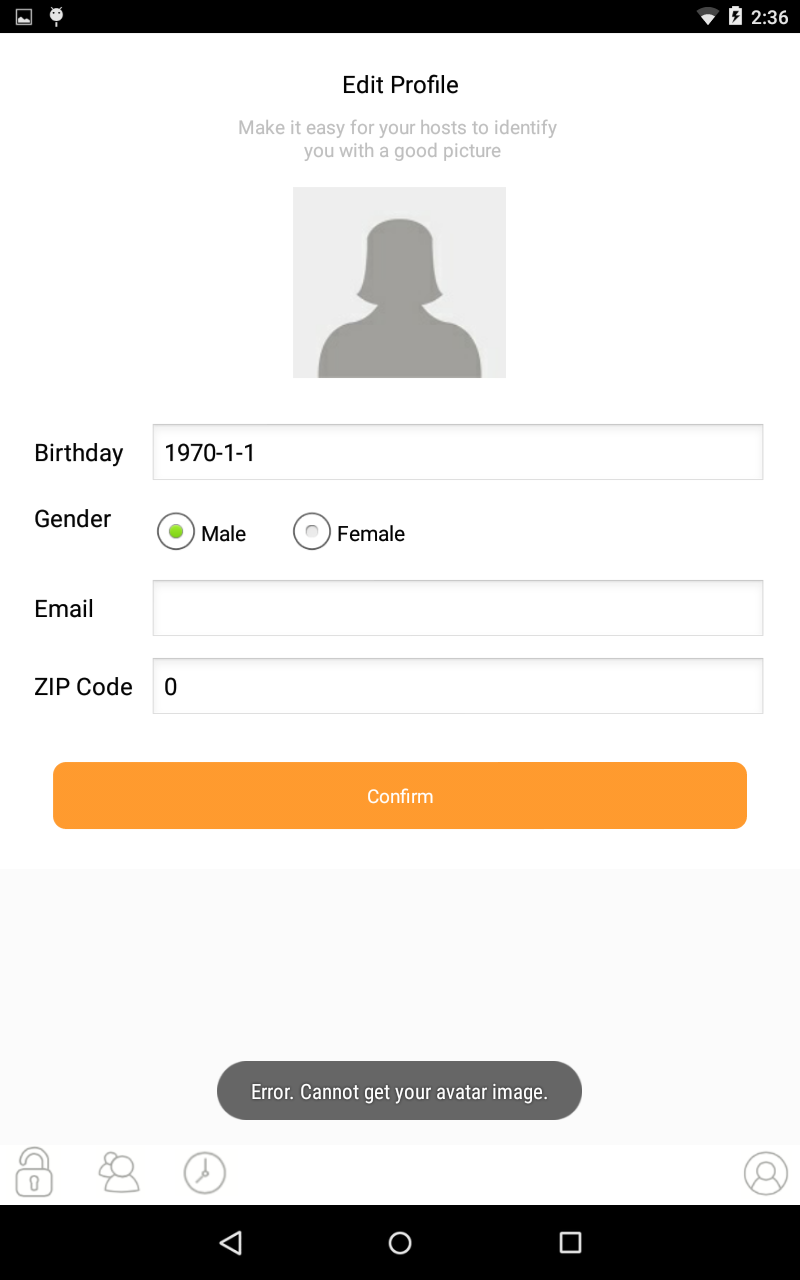 2:36
Edit Profile
Make it easy for your hosts to identify
you with a good picture
Birthday
1970-1-1
Gender
Male
Female
Email
ZIP Code
0
Confirm
Error. Cannot get your avatar image.